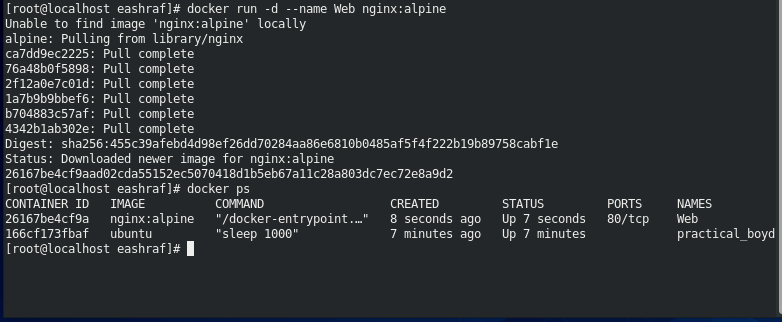 [root@localhost eashraf]# docker run -d --name Web nginx:alpine
Unable to find image 'nginx:alpine' locally
alpine: Pulling from library/nginx
ca7dd9ec2225: Pull complete
76a48b0f5898: Pull complete
2f12a0e7c01d: Pull complete
1a7b9b9bbef6: Pull complete
b704883c57af: Pull complete
4342b1ab302e: Pull complete
Digest: sha256:455c39afebd4d98ef26dd70284aa86e6810b0485af5f4f222b19b89758cabf1e
Status: Downloaded newer image for nginx:alpine
26167be4cf9aad02cda55152ec5070418d1b5eb67a11c28a803dc7ec72e8a9d2
[root@localhost eashraf]# docker ps
CONTAINER ID   IMAGE          COMMAND                  CREATED         STATUS         PORTS     NAMES
26167be4cf9a   nginx:alpine   "/docker-entrypoint.…"   8 seconds ago   Up 7 seconds   80/tcp    Web
166cf173fbaf   ubuntu         "sleep 1000"             7 minutes ago   Up 7 minutes             practical_boyd
[root@localhost eashraf]#